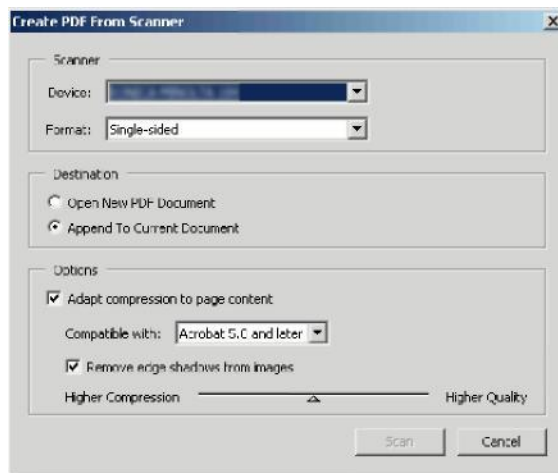 Create PDF From Scanner
Scanner
Device:
Format: Single-sided
Destination
Open New PDF Document
Append To Current Document
Options
Adapt compression to page content
Compatible with: Acrobat 5.0 and later
Remove edge shadows from images
Higher Compression Higher Quality
Scan Cancel